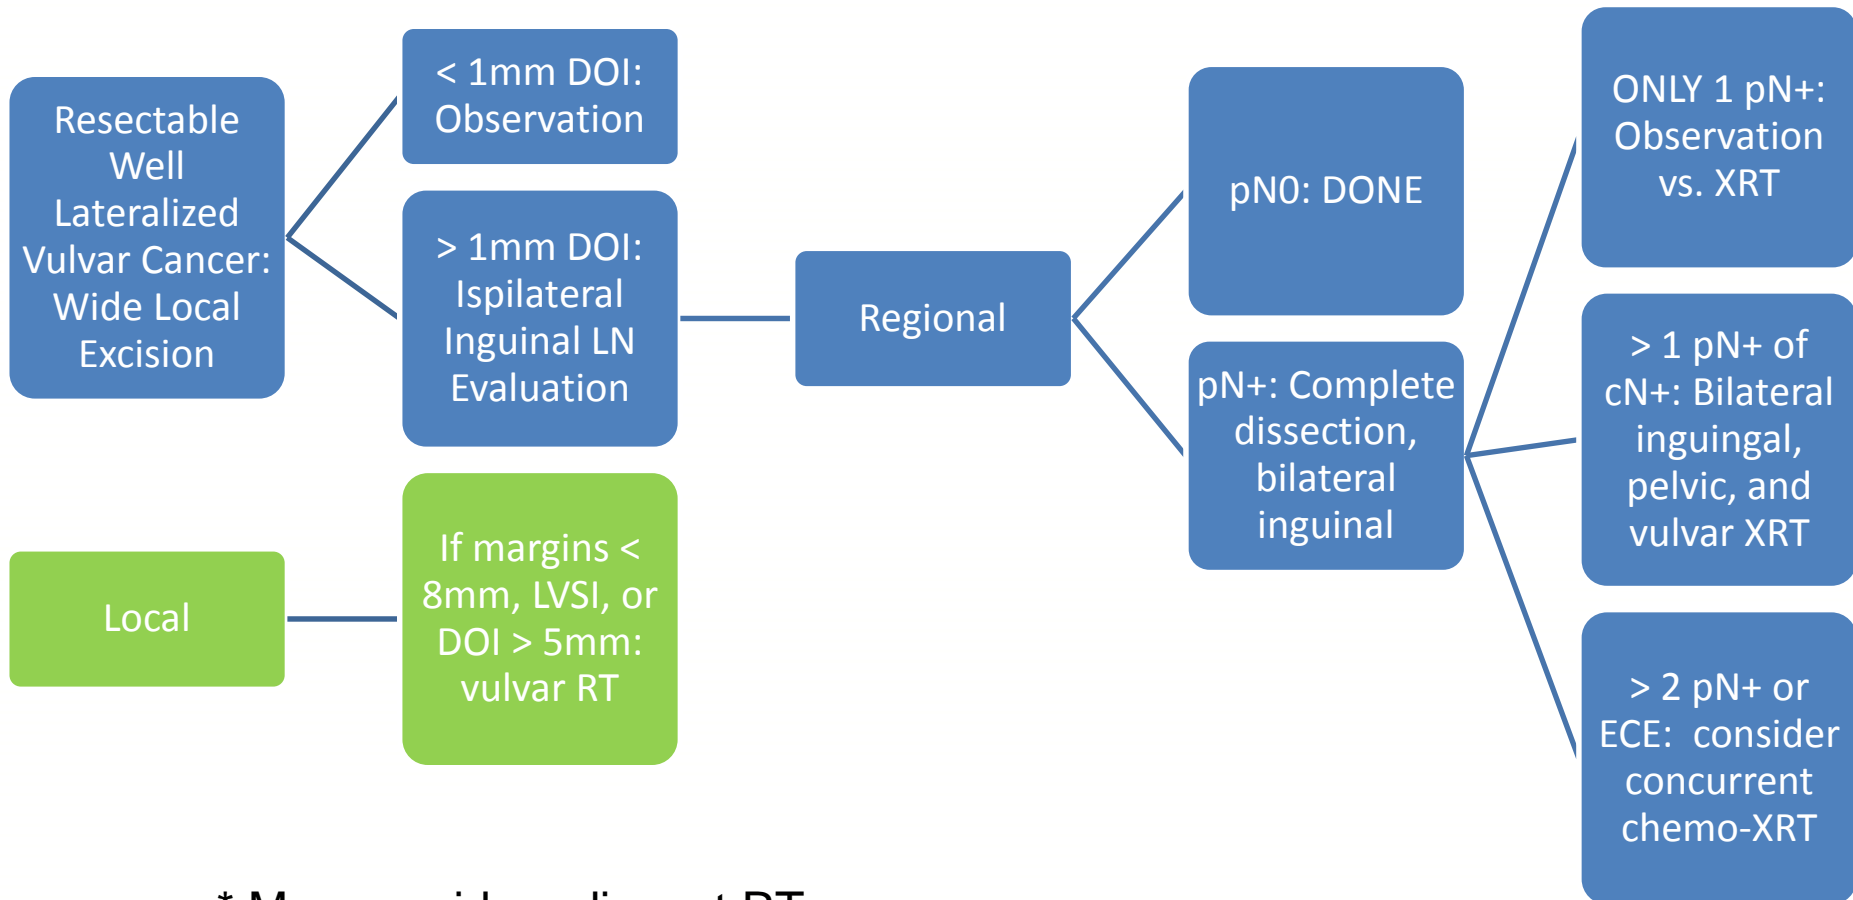 Resectable
Well
Lateralized
Vulvar Cancer:
Wide Local
Excision
< 1mm DOI:
Observation
> 1mm DOI:
Ispilateral
Inguinal LN
Evaluation
Regional
pN0: DONE
pN+: Complete
dissection,
bilateral
inguinal
ONLY 1 pN+:
Observation
vs. XRT
> 1 pN+ of
cN+: Bilateral
inguingal,
pelvic, and
vulvar XRT
> 2 pN+ or
ECE: consider
concurrent
chemo-XRT
Local
If margins <
8mm, LVSI, or
DOI > 5mm:
vulvar RT